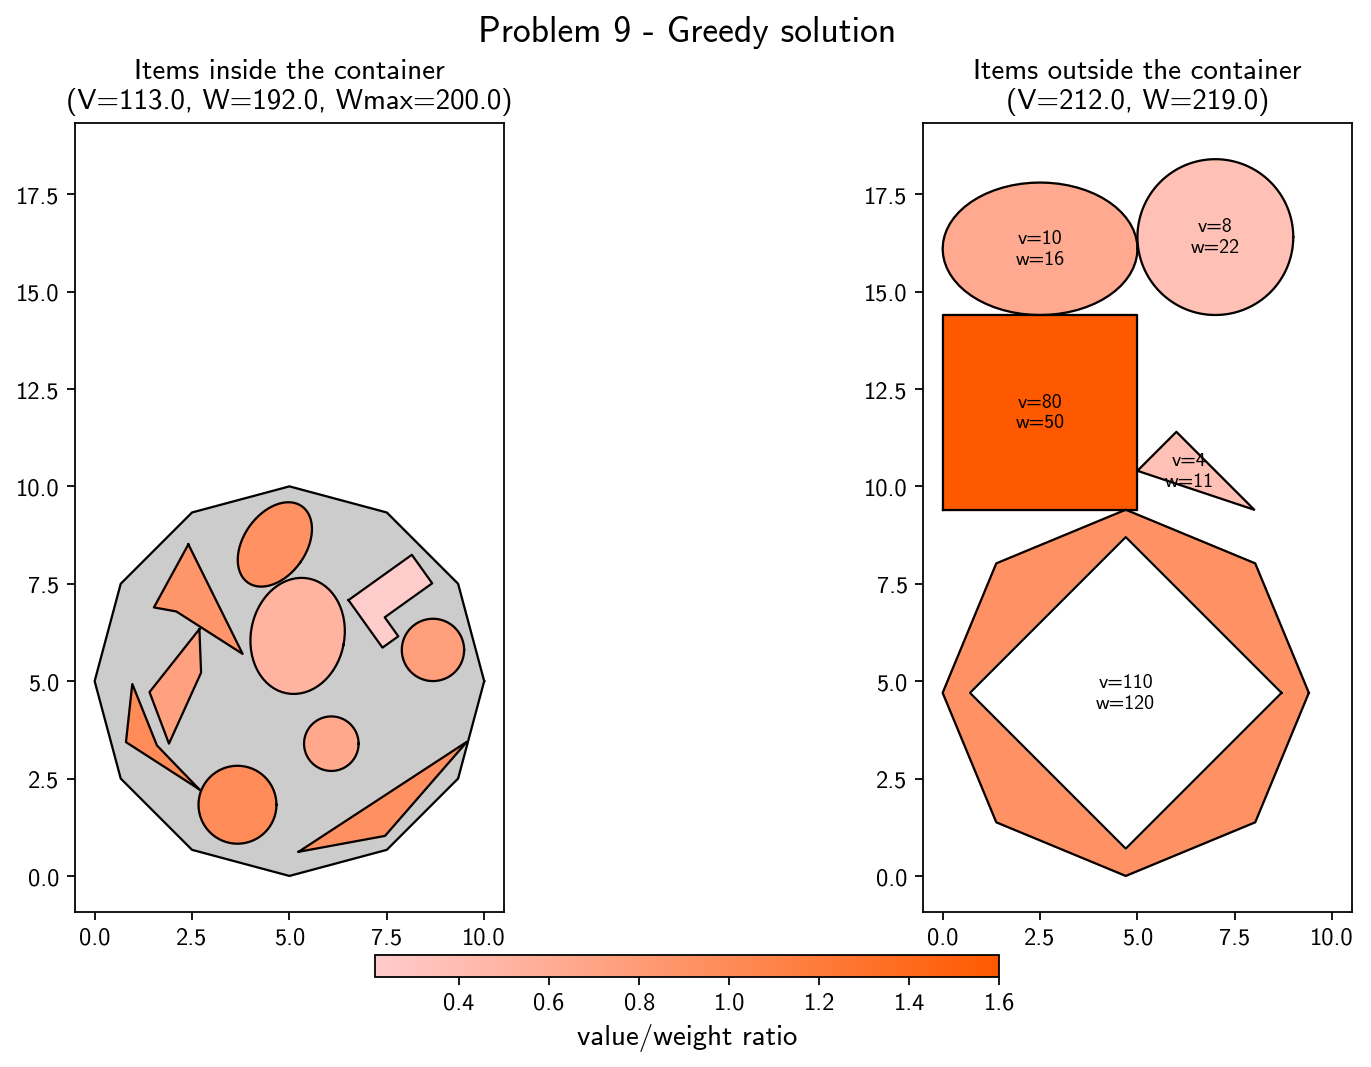 Problem 9 - Greedy solution
Items inside the container
(V=113.0, W=192.0, Wmax=200.0)
17.5
15.0
12.5
10.0
7.5
5.0
2.5
0.0
0.0 2.5 5.0 7.5 10.0
Items outside the container
(V=212.0, W=219.0)
17.5
15.0
12.5
10.0
7.5
5.0
2.5
0.0
v=10
w=16
v=8
w=22
v=80
w=50
v=4
w=11
v=110
w=120
0.0 2.5 5.0 7.5 10.0
0.4 0.6 0.8 1.0 1.2 1.4 1.6
value/weight ratio